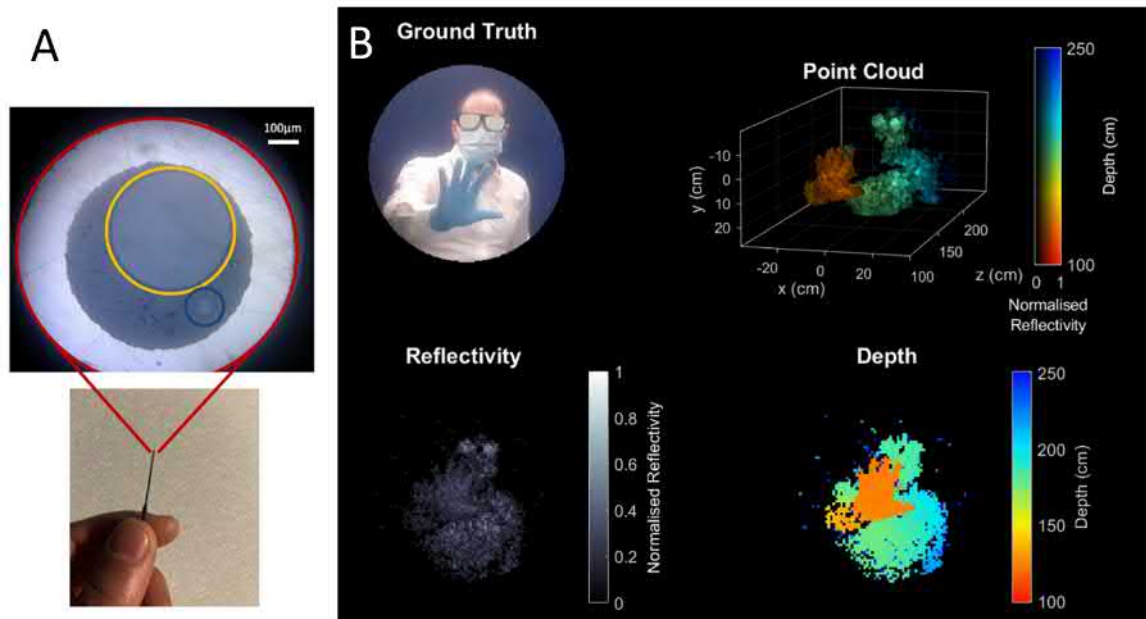 A
100µm
B
Ground Truth
Point Cloud
-10
0
10
20
y (cm)
-20
0
20
x (cm)
100
150
200
z (cm)
250
100
Depth (cm)
0 1
Normalised
Reflectivity
Reflectivity
1
0.8
0.6
0.4
0.2
0
Normalised Reflectivity
Depth
250
200
150
100
Depth (cm)